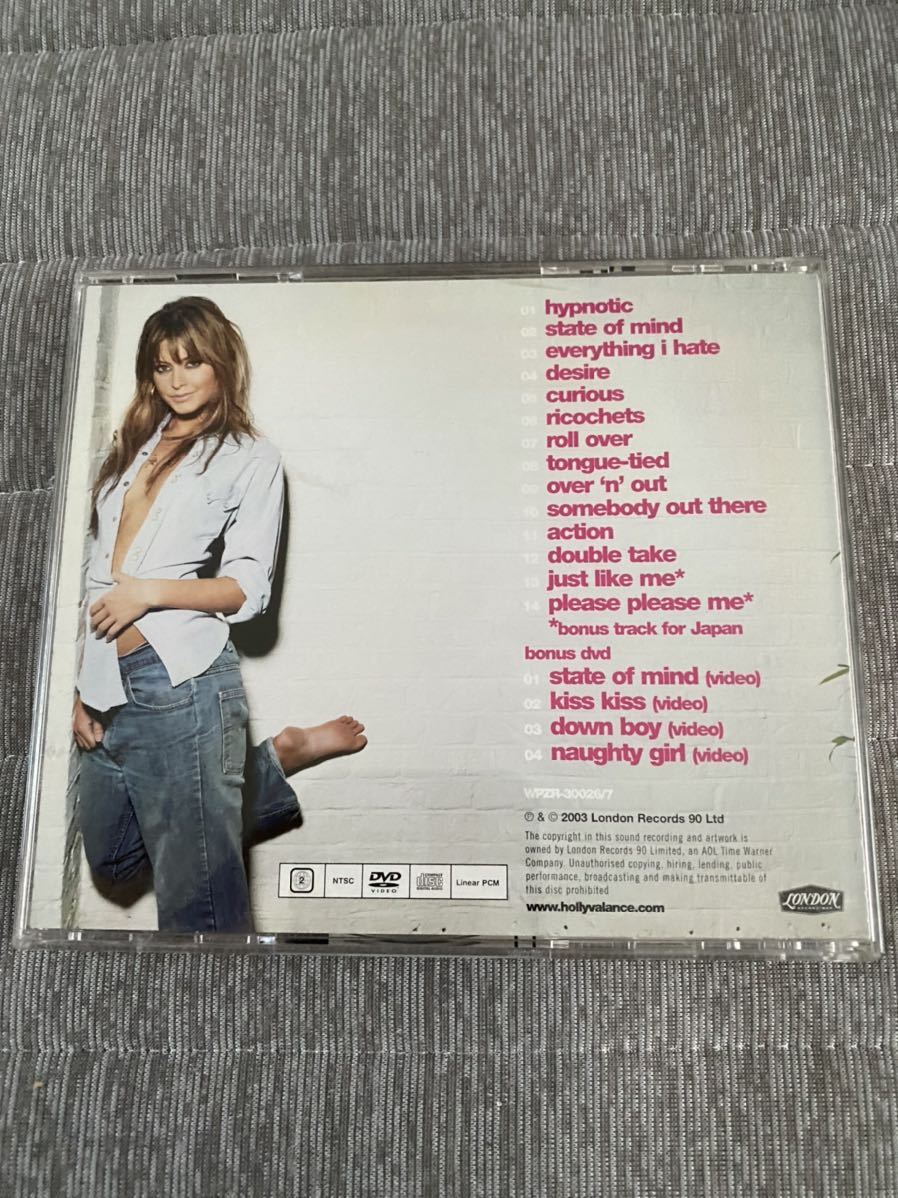 01 hypnotic
02 state of mind
03 everything i hate
04 desire
05 curious
06 ricochets
07 roll over
08 tongue-tied
09 over 'n' out
10 somebody out there
11 action
12 double take
13 just like me*
14 please please me*
*bonus track for Japan
bonus dvd
01 state of mind (video)
02 kiss kiss (video)
03 down boy (video)
04 naughty girl (video)
WPZR-30026/7
℗ & © 2003 London Records 90 Ltd
The copyright in this sound recording and artwork is
owned by London Records 90 Limited, an AOL Time Warner
Company. Unauthorised copying, hiring, lending, public
performance, broadcasting and making transmittable of
this disc prohibited
www.hollyvalance.com
2 NTSC DVD VIDEO COMPACT disc DIGITAL AUDIO Linear PCM
LONDON